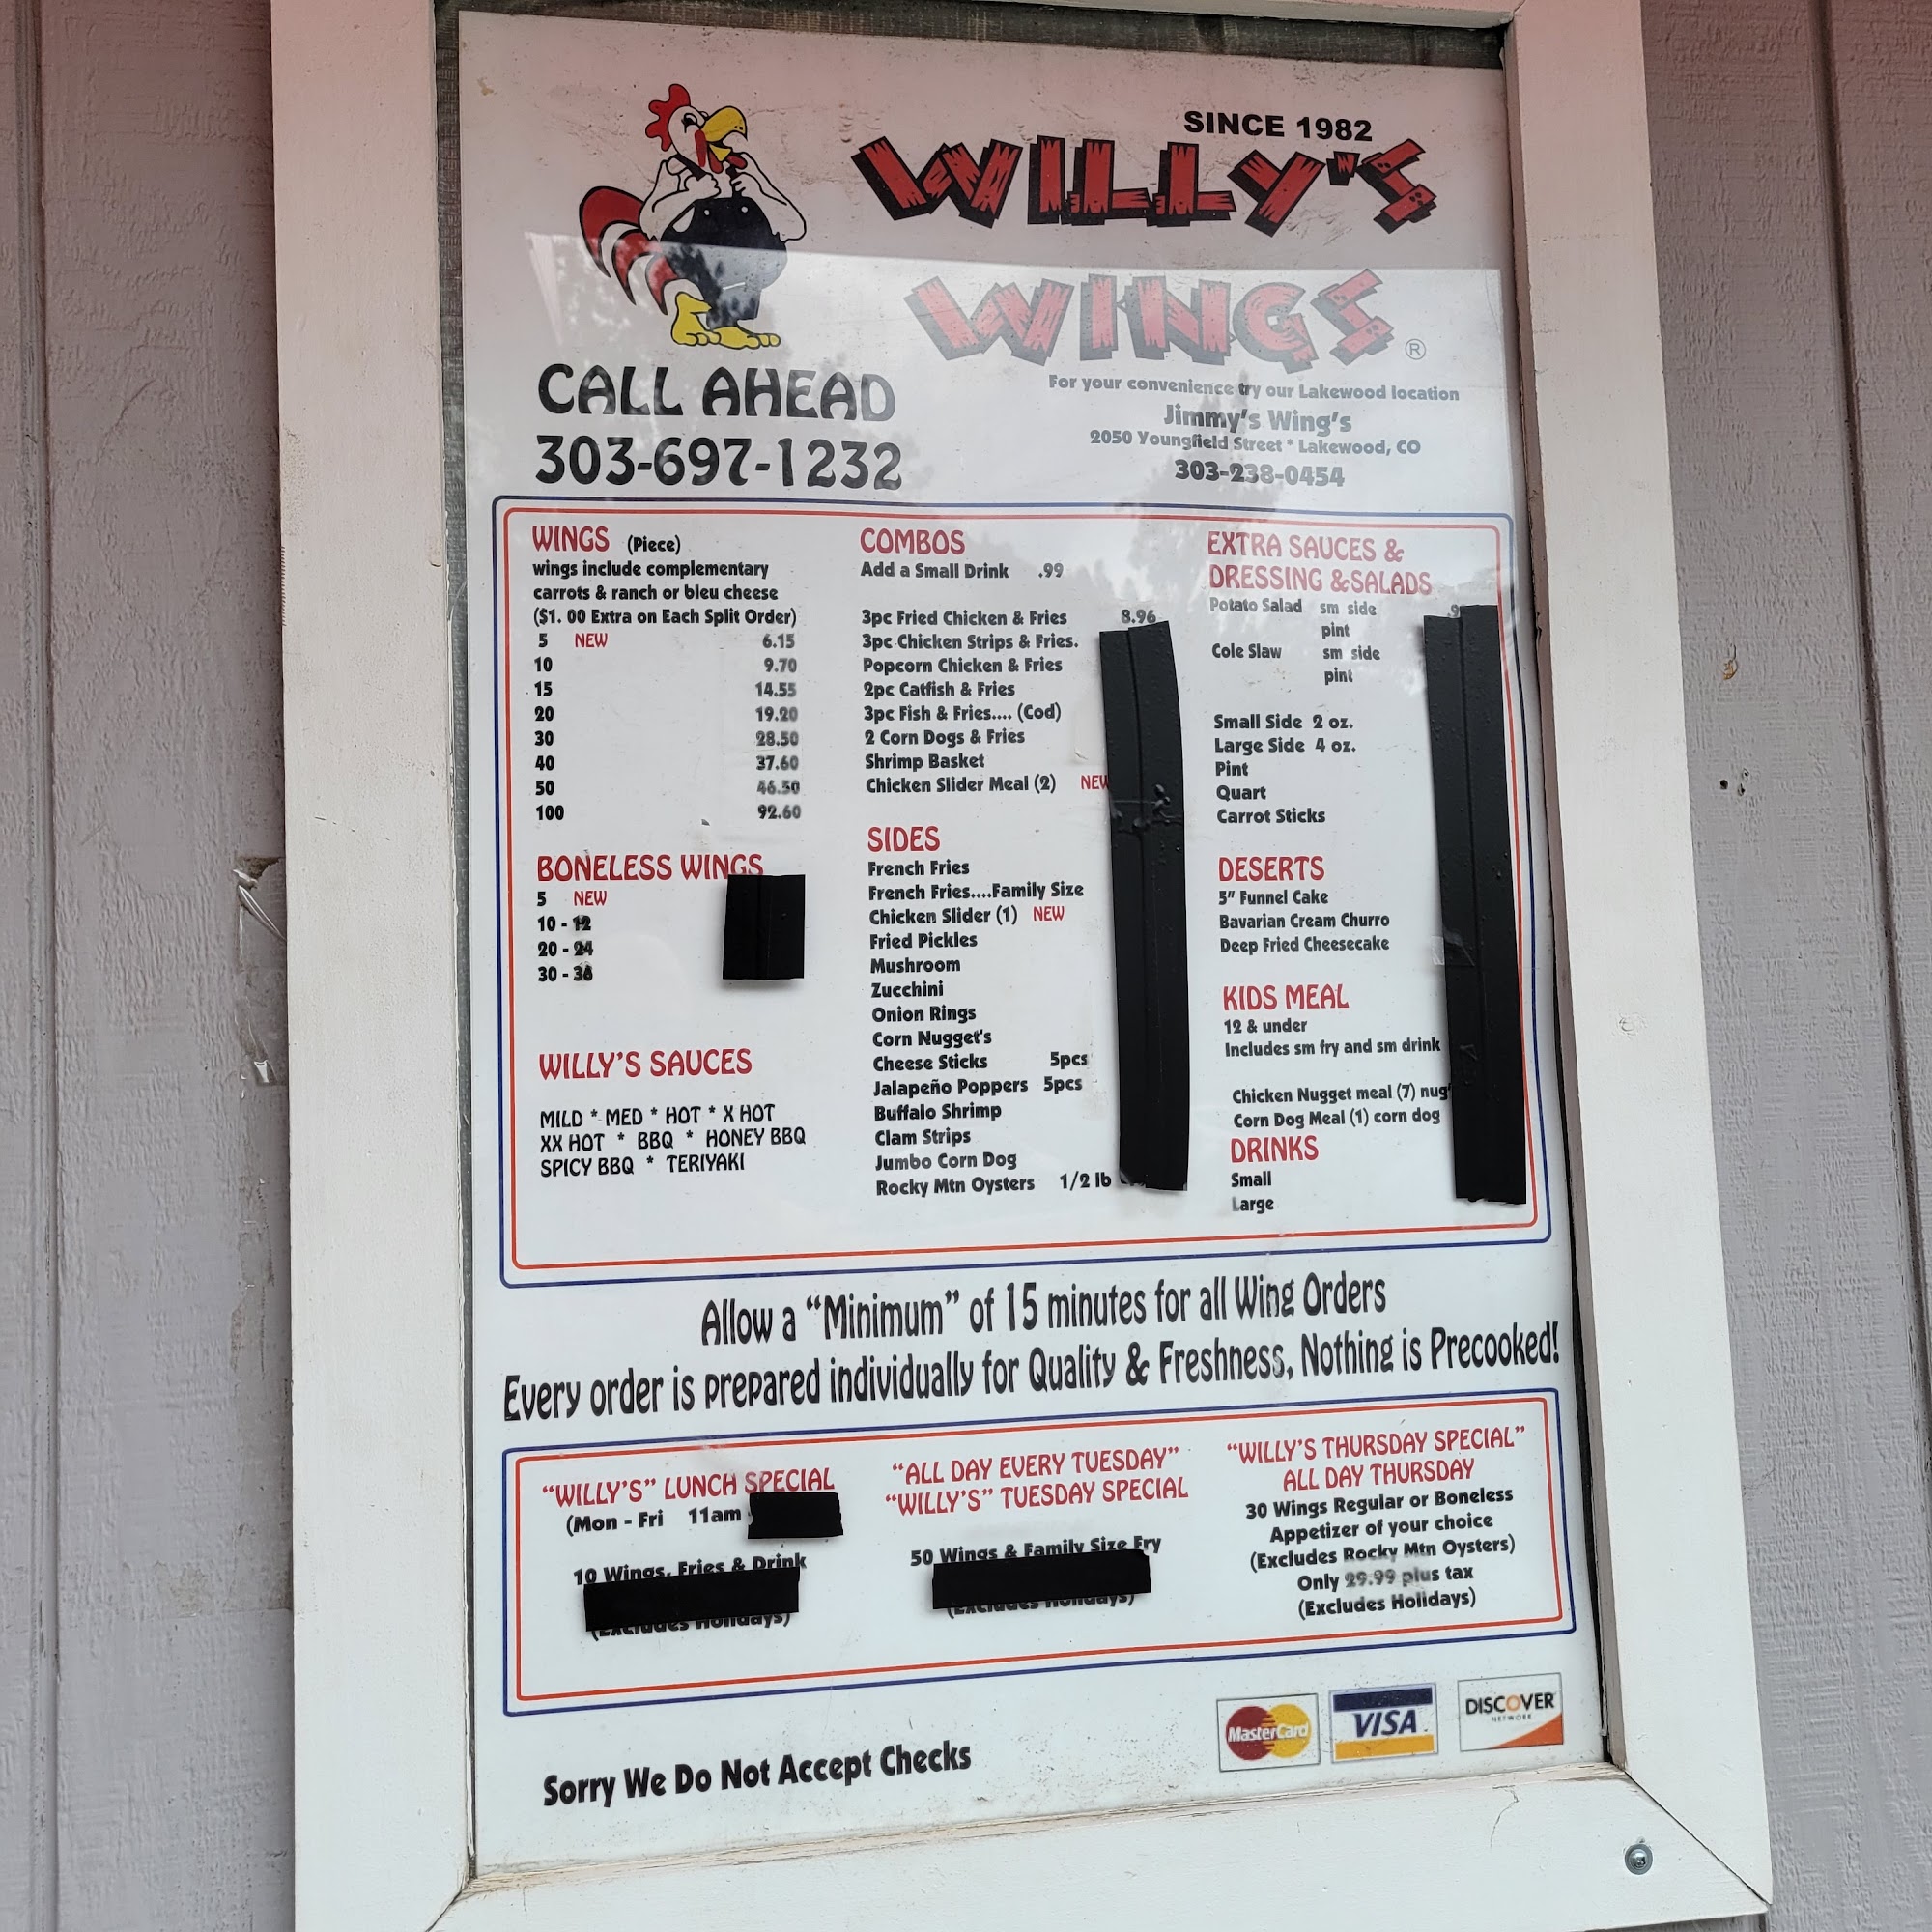 SINCE 1982
WILLY'S
WINGS ®
CALL AHEAD
303-697-1232
For your convenience try our Lakewood location
Jimmy's Wing's
2050 Youngfield Street * Lakewood, CO
303-238-0454
WINGS (Piece)
wings include complementary
carrots & ranch or bleu cheese
($1. 00 Extra on Each Split Order)
5 NEW 6.15
10 9.70
15 14.55
20 19.20
30 28.50
40 37.60
50 46.50
100 92.60
BONELESS WINGS
5 NEW
10 - 12
20 - 24
30 - 36
WILLY'S SAUCES
MILD * MED * HOT * X HOT
XX HOT * BBQ * HONEY BBQ
SPICY BBQ * TERIYAKI
COMBOS
Add a Small Drink .99
3pc Fried Chicken & Fries 8.96
3pc Chicken Strips & Fries.
Popcorn Chicken & Fries
2pc Catfish & Fries
3pc Fish & Fries.... (Cod)
2 Corn Dogs & Fries
Shrimp Basket
Chicken Slider Meal (2) NEW
SIDES
French Fries
French Fries....Family Size
Chicken Slider (1) NEW
Fried Pickles
Mushroom
Zucchini
Onion Rings
Corn Nugget's
Cheese Sticks 5pcs
Jalapeño Poppers 5pcs
Buffalo Shrimp
Clam Strips
Jumbo Corn Dog
Rocky Mtn Oysters 1/2 lb
EXTRA SAUCES &
DRESSING &SALADS
Potato Salad sm side
pint
Cole Slaw sm side
pint
Small Side 2 oz.
Large Side 4 oz.
Pint
Quart
Carrot Sticks
DESERTS
5" Funnel Cake
Bavarian Cream Churro
Deep Fried Cheesecake
KIDS MEAL
12 & under
Includes sm fry and sm drink
Chicken Nugget meal (7) nug
Corn Dog Meal (1) corn dog
DRINKS
Small
Large
Allow a "Minimum" of 15 minutes for all Wing Orders
Every order is prepared individually for Quality & Freshness, Nothing is Precooked!
"WILLY'S" LUNCH SPECIAL
(Mon - Fri 11am
10 Wings, Fries & Drink
(Excludes Holidays)
"ALL DAY EVERY TUESDAY"
"WILLY'S" TUESDAY SPECIAL
50 Wings & Family Size Fry
(Excludes Holidays)
"WILLY'S THURSDAY SPECIAL"
ALL DAY THURSDAY
30 Wings Regular or Boneless
Appetizer of your choice
(Excludes Rocky Mtn Oysters)
Only 29.99 plus tax
(Excludes Holidays)
Sorry We Do Not Accept Checks
MasterCard
VISA
DISCOVER
NETWORK